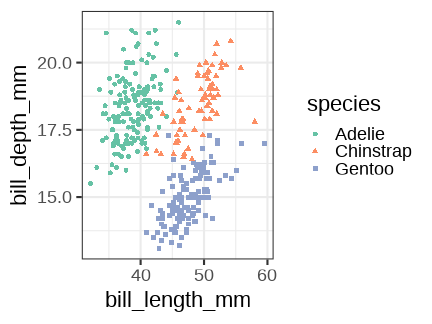 20.0
17.5
15.0
bill_depth_mm
40
50
60
bill_length_mm
species
Adelie
Chinstrap
Gentoo